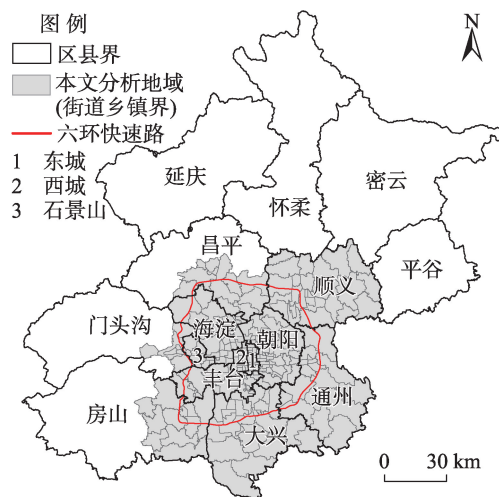 图 例
N
区县界
本文分析地域
(街道乡镇界)
六环快速路
1 东城
2 西城
3 石景山
延庆
怀柔
密云
昌平
顺义
平谷
门头沟
海淀
朝阳
3
2
1
丰台
房山
通州
大兴
0 30 km